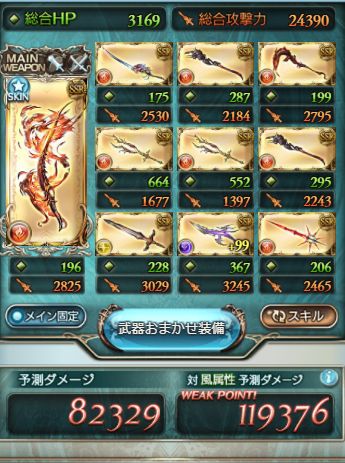 総合HP 3169 総合攻撃力 24390
MAIN WEAPON
SKIN
SSR SSR SSR SSR
175 287 199
2530 2184 2795
SSR SSR SSR
664 552 295
1677 1397 2243
SSR SSR +99 SSR
196 228 367 206
2825 3029 3245 2465
メイン固定 武器おまかせ装備 スキル
予測ダメージ 対 風属性 予測ダメージ i
WEAK POINT!
82329 119376